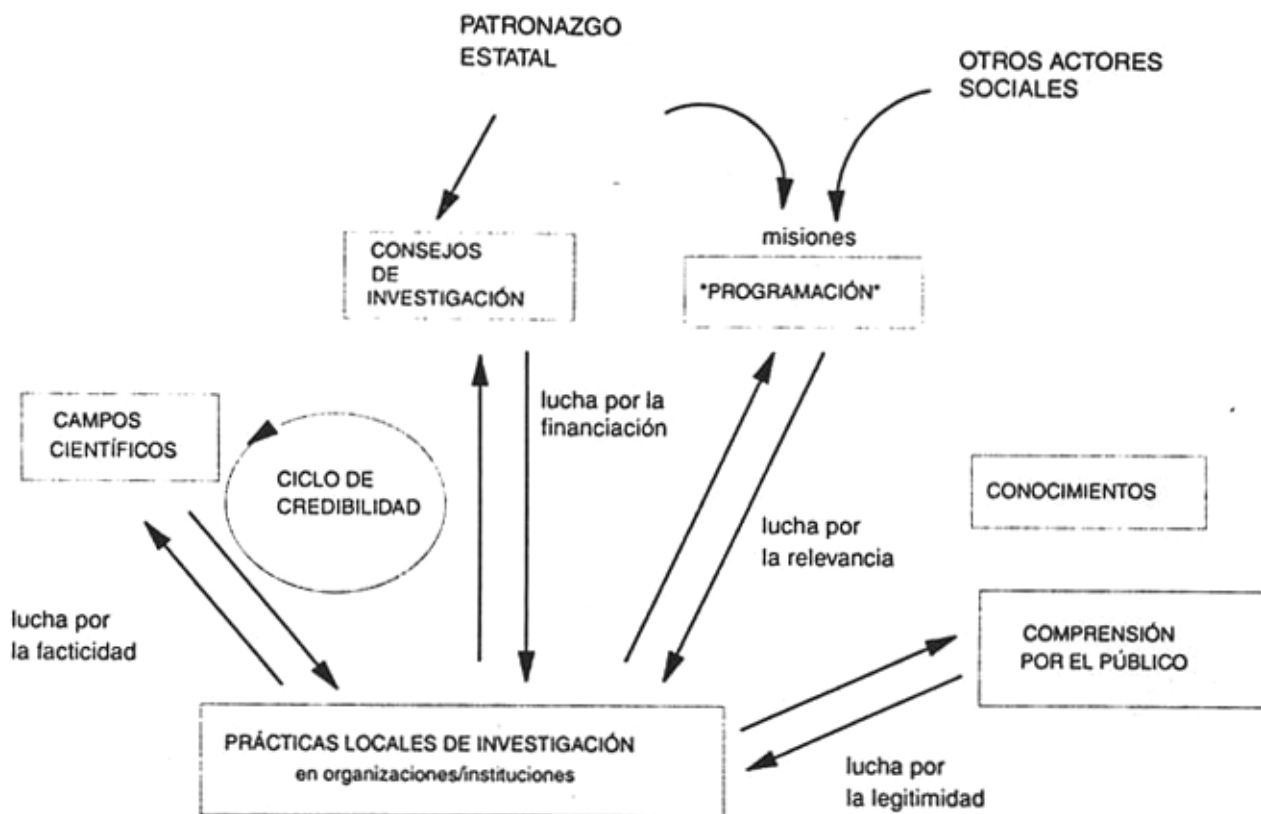 PATRONAZGO
ESTATAL
OTROS ACTORES
SOCIALES
CONSEJOS
DE
INVESTIGACIÓN
misiones
"PROGRAMACIÓN"
CAMPOS
CIENTÍFICOS
CICLO DE
CREDIBILIDAD
lucha por la
financiación
CONOCIMIENTOS
lucha por
la relevancia
lucha por
la facticidad
COMPRENSIÓN
POR EL PÚBLICO
PRÁCTICAS LOCALES DE INVESTIGACIÓN
en organizaciones/instituciones
lucha por
la legitimidad